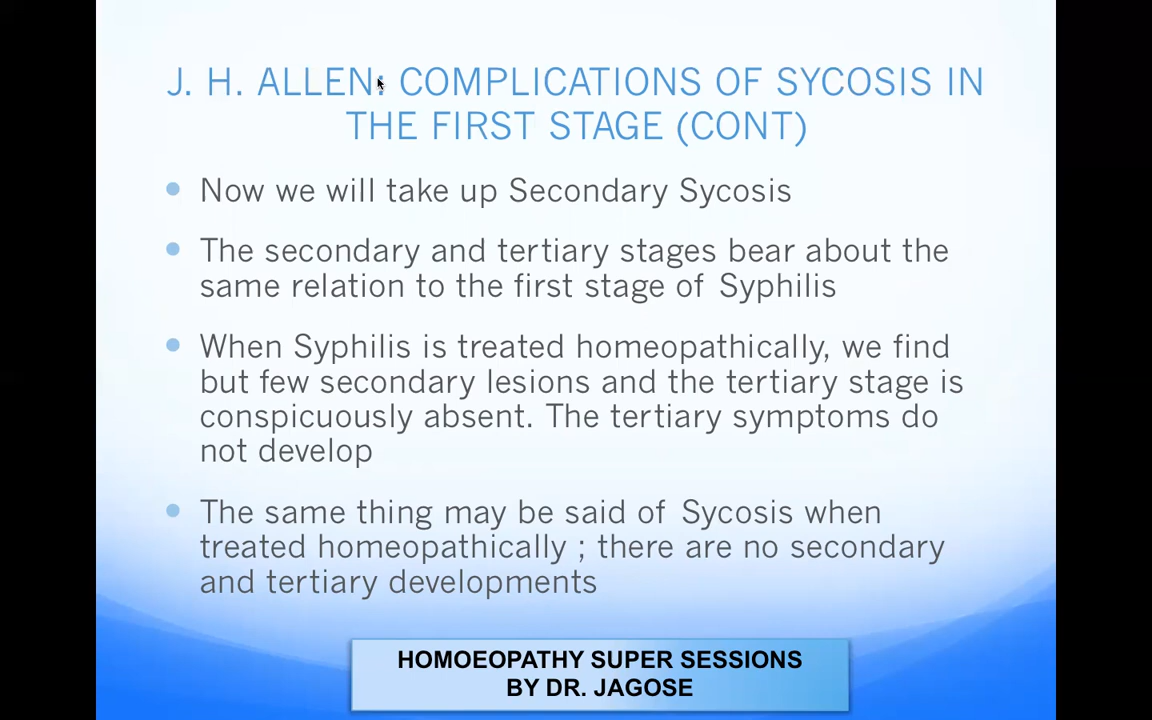 J. H. ALLEN: COMPLICATIONS OF SYCOSIS IN
THE FIRST STAGE (CONT)
Now we will take up Secondary Sycosis
The secondary and tertiary stages bear about the
same relation to the first stage of Syphilis
When Syphilis is treated homeopathically, we find
but few secondary lesions and the tertiary stage is
conspicuously absent. The tertiary symptoms do
not develop
The same thing may be said of Sycosis when
treated homeopathically ; there are no secondary
and tertiary developments
HOMOEOPATHY SUPER SESSIONS
BY DR. JAGOSE